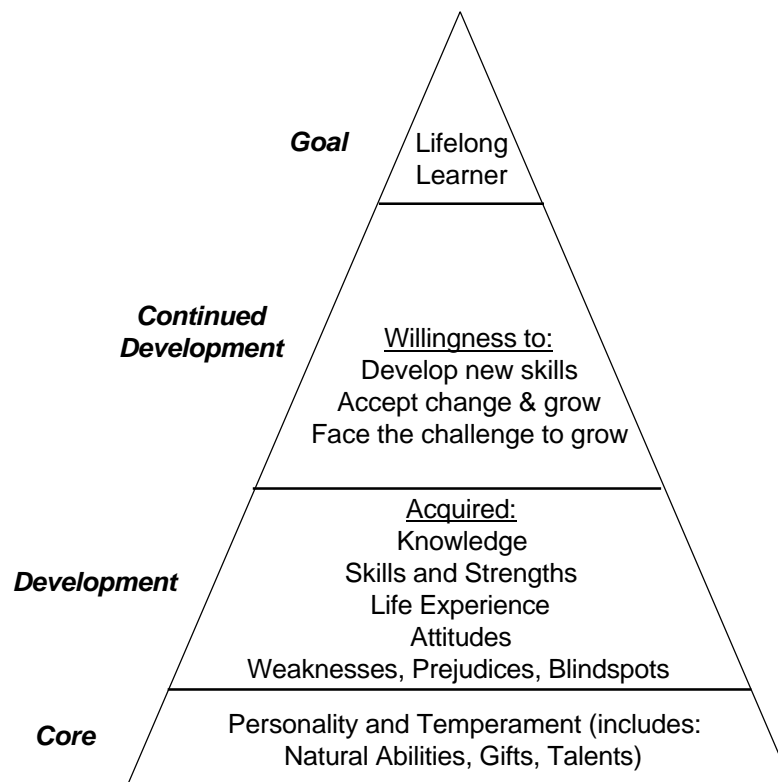 Goal
Lifelong
Learner
Continued
Development
Willingness to:
Develop new skills
Accept change & grow
Face the challenge to grow
Development
Acquired:
Knowledge
Skills and Strengths
Life Experience
Attitudes
Weaknesses, Prejudices, Blindspots
Core
Personality and Temperament (includes:
Natural Abilities, Gifts, Talents)